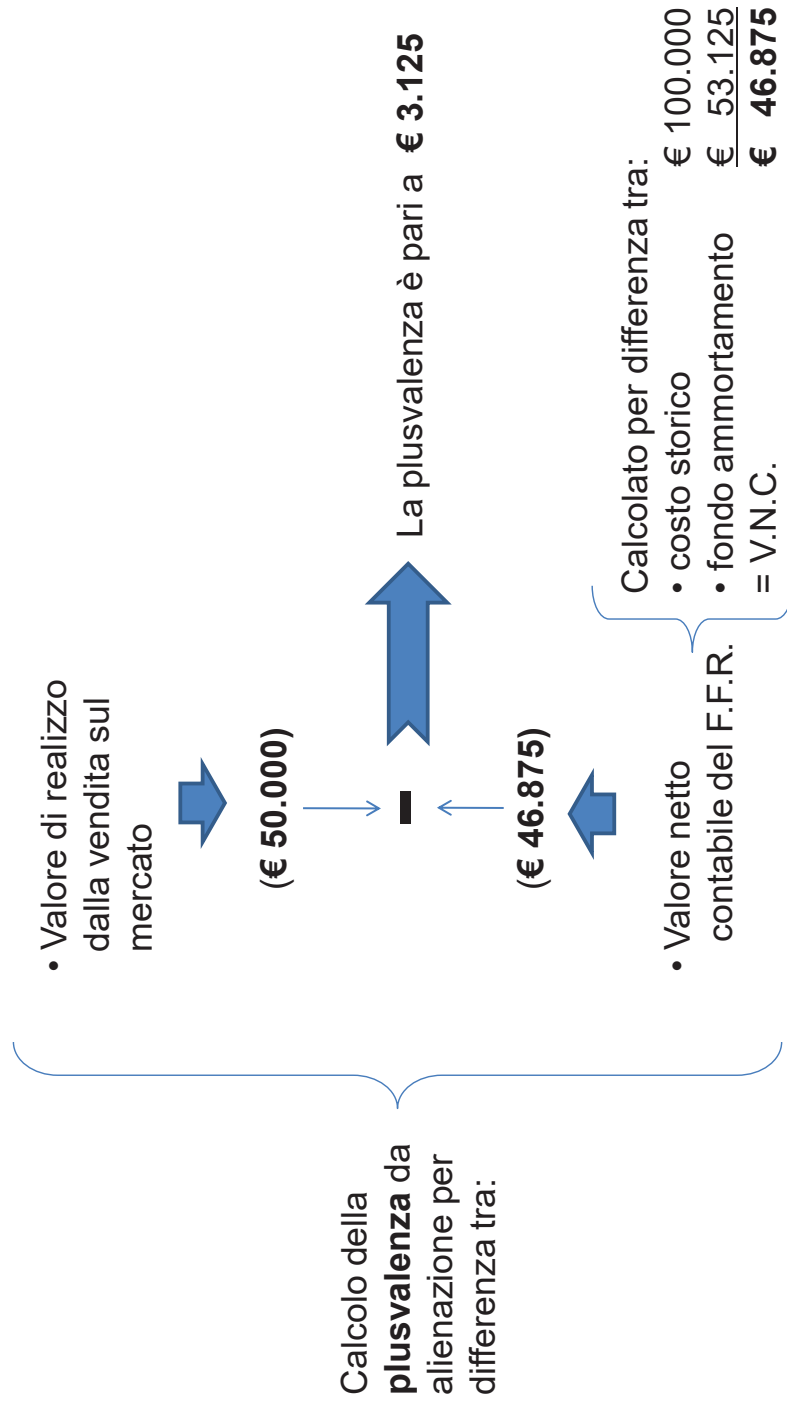 Calcolo della
plusvalenza da
alienazione per
differenza tra:
• Valore di realizzo
dalla vendita sul
mercato
(€ 50.000)
-
(€ 46.875)
• Valore netto
contabile del F.F.R.
La plusvalenza è pari a € 3.125
Calcolato per differenza tra:
• costo storico € 100.000
• fondo ammortamento € 53.125
= V.N.C. € 46.875